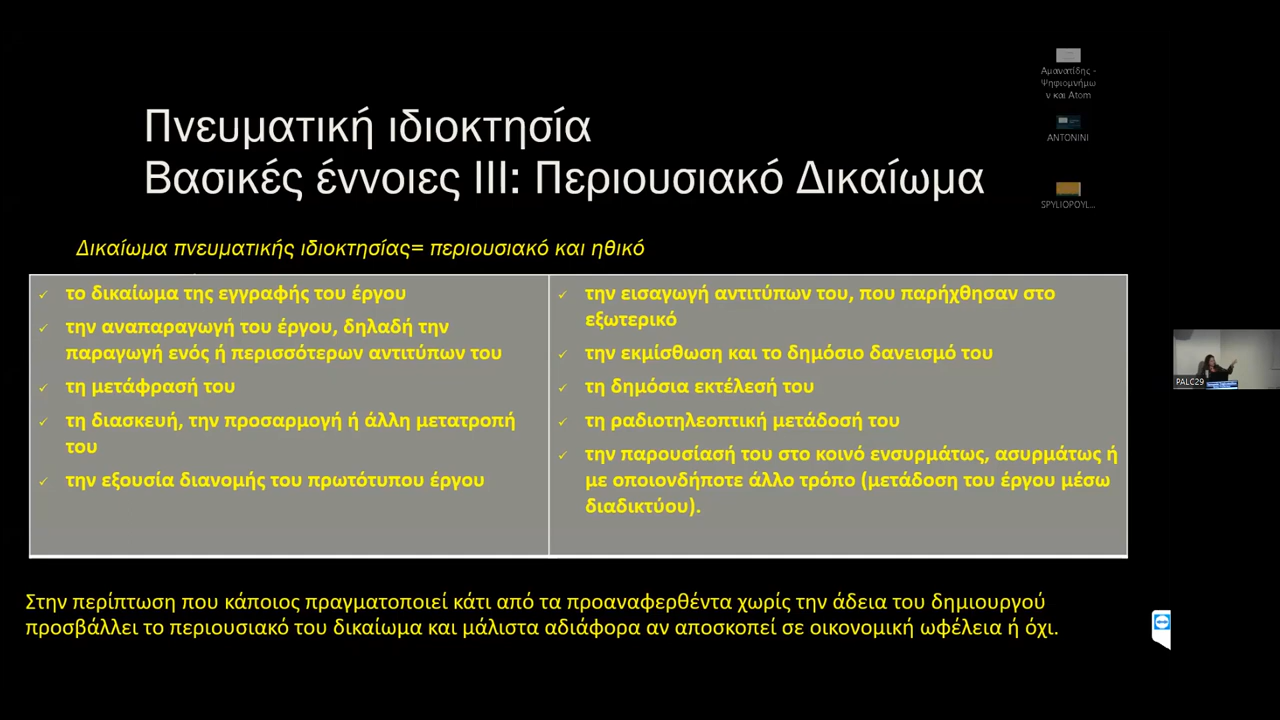 Πνευματική ιδιοκτησία
Βασικές έννοιες ΙΙΙ: Περιουσιακό Δικαίωμα
Δικαίωμα πνευματικής ιδιοκτησίας= περιουσιακό και ηθικό
✓ το δικαίωμα της εγγραφής του έργου
✓ την αναπαραγωγή του έργου, δηλαδή την
παραγωγή ενός ή περισσότερων αντιτύπων του
✓ τη μετάφρασή του
✓ τη διασκευή, την προσαρμογή ή άλλη μετατροπή
του
✓ την εξουσία διανομής του πρωτότυπου έργου
✓ την εισαγωγή αντιτύπων του, που παρήχθησαν στο
εξωτερικό
✓ την εκμίσθωση και το δημόσιο δανεισμό του
✓ τη δημόσια εκτέλεσή του
✓ τη ραδιοτηλεοπτική μετάδοσή του
✓ την παρουσίασή του στο κοινό ενσυρμάτως, ασυρμάτως ή
με οποιονδήποτε άλλο τρόπο (μετάδοση του έργου μέσω
διαδικτύου).
Στην περίπτωση που κάποιος πραγματοποιεί κάτι από τα προαναφερθέντα χωρίς την άδεια του δημιουργού
προσβάλλει το περιουσιακό του δικαίωμα και μάλιστα αδιάφορα αν αποσκοπεί σε οικονομική ωφέλεια ή όχι.
Αμανατίδης -
Ψηφιομνήμω
ν και Atom
ANTONINI
SPYLIOPOYL...
PALC29